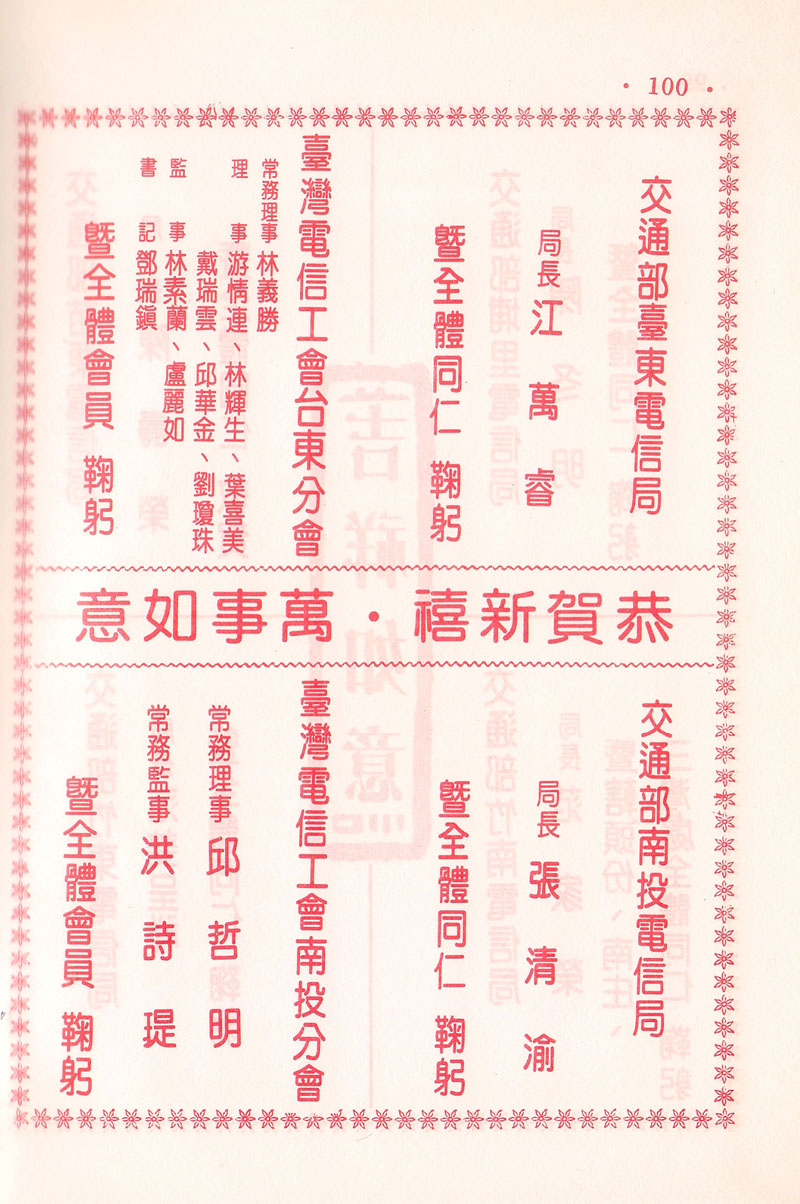 · 100 ·
交通部臺東電信局
局長 江萬睿
暨全體同仁 鞠躬
臺灣電信工會台東分會
常務理事 林義勝
理事 游情連、林輝生、葉喜美
戴瑞雲、邱華金、劉瓊珠
監事 林素蘭、盧麗如
書記 鄧瑞鎭
暨全體會員 鞠躬
恭賀新禧·萬事如意
交通部南投電信局
局長 張清渝
暨全體同仁 鞠躬
臺灣電信工會南投分會
常務理事 邱哲明
常務監事 洪詩瑅
暨全體會員 鞠躬